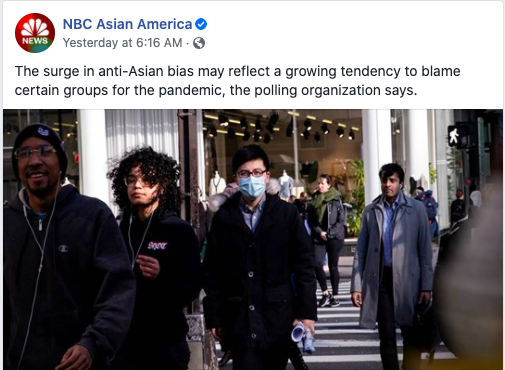 NBC Asian America
NEWS
Yesterday at 6:16 AM ·
The surge in anti-Asian bias may reflect a growing tendency to blame
certain groups for the pandemic, the polling organization says.